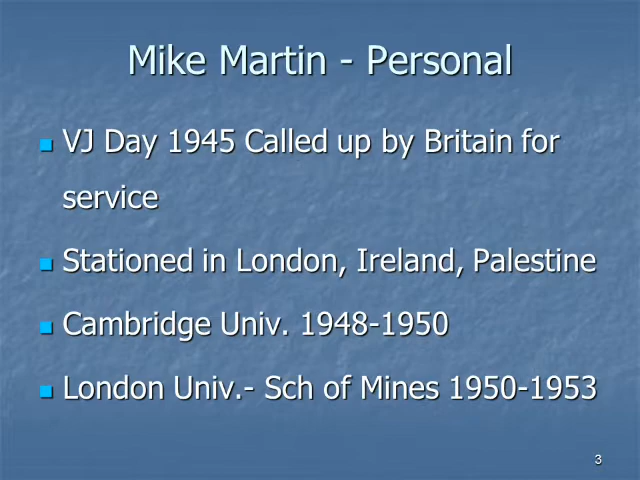 Mike Martin - Personal
VJ Day 1945 Called up by Britain for
service
Stationed in London, Ireland, Palestine
Cambridge Univ. 1948-1950
London Univ.- Sch of Mines 1950-1953
3